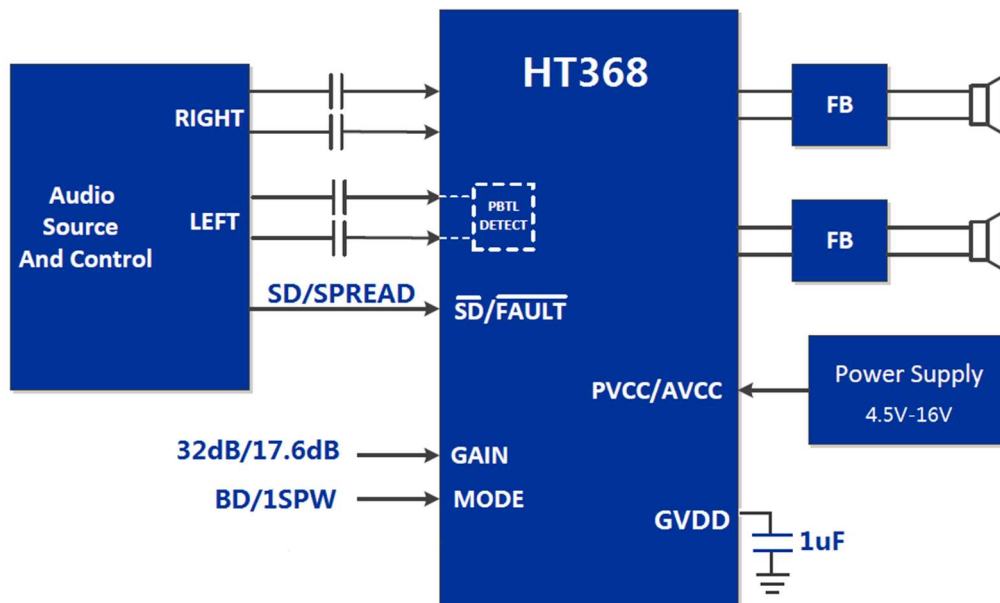 HT368
RIGHT
FB
Audio
Source
And Control
LEFT
PBTL
DETECT
FB
SD/SPREAD
SD/FAULT
Power Supply
4.5V-16V
PVCC/AVCC
32dB/17.6dB
GAIN
BD/1SPW
MODE
GVDD
1uF